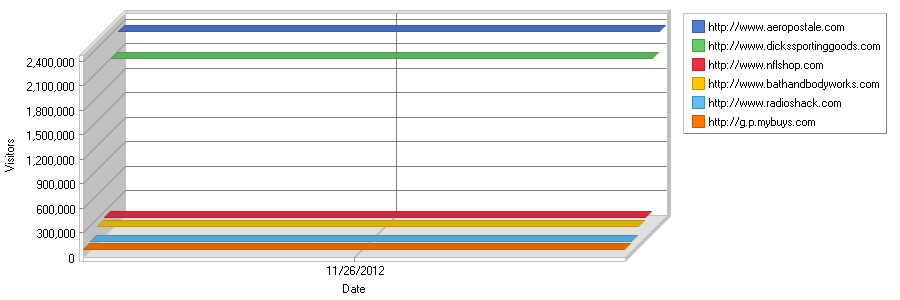 http://www.aeropostale.com
http://www.dickssportinggoods.com
http://www.nflshop.com
http://www.bathandbodyworks.com
http://www.radioshack.com
http://g.p.mybuys.com
2,400,000
2,100,000
1,800,000
1,500,000
1,200,000
900,000
600,000
300,000
0
Visitors
11/26/2012
Date